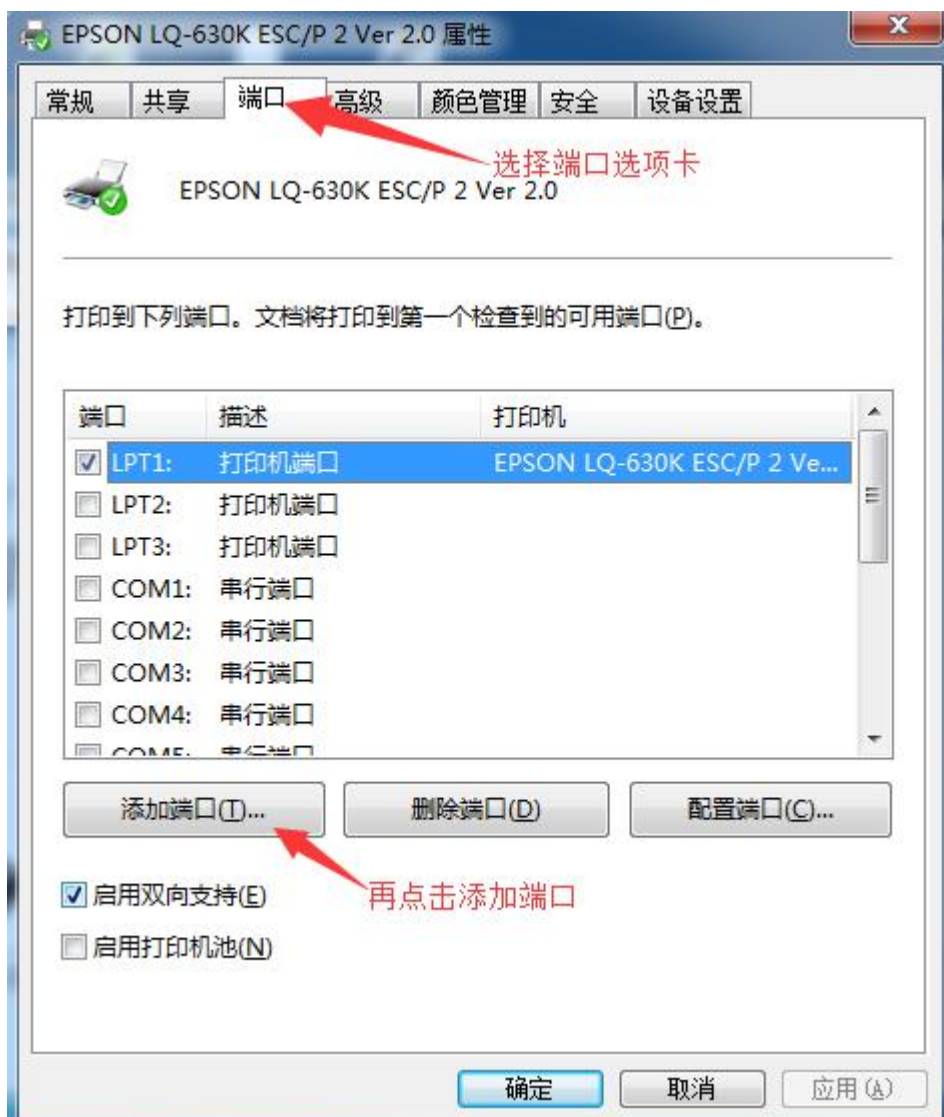 EPSON LQ-630K ESC/P 2 Ver 2.0 属性
常规 共享 端口 高级 颜色管理 安全 设备设置
选择端口选项卡
EPSON LQ-630K ESC/P 2 Ver 2.0
打印到下列端口。文档将打印到第一个检查到的可用端口(P)。
端口 描述 打印机
LPT1: 打印机端口 EPSON LQ-630K ESC/P 2 Ve...
LPT2: 打印机端口
LPT3: 打印机端口
COM1: 串行端口
COM2: 串行端口
COM3: 串行端口
COM4: 串行端口
COM5: 串行端口
添加端口(T)... 删除端口(D) 配置端口(C)...
再点击添加端口
启用双向支持(E)
启用打印机池(N)
确定 取消 应用(A)